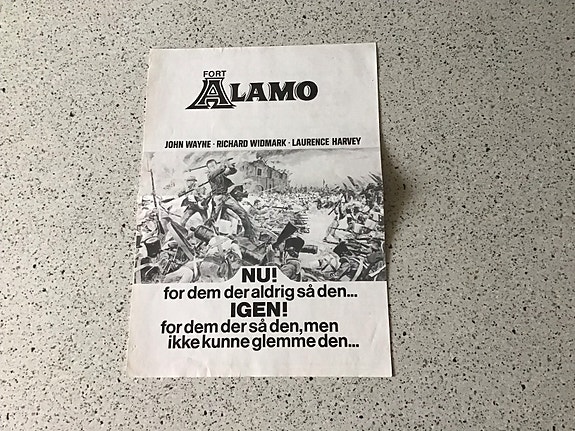 FORT
ALAMO
JOHN WAYNE · RICHARD WIDMARK · LAURENCE HARVEY
NU!
for dem der aldrig så den...
IGEN!
for dem der så den, men
ikke kunne glemme den...